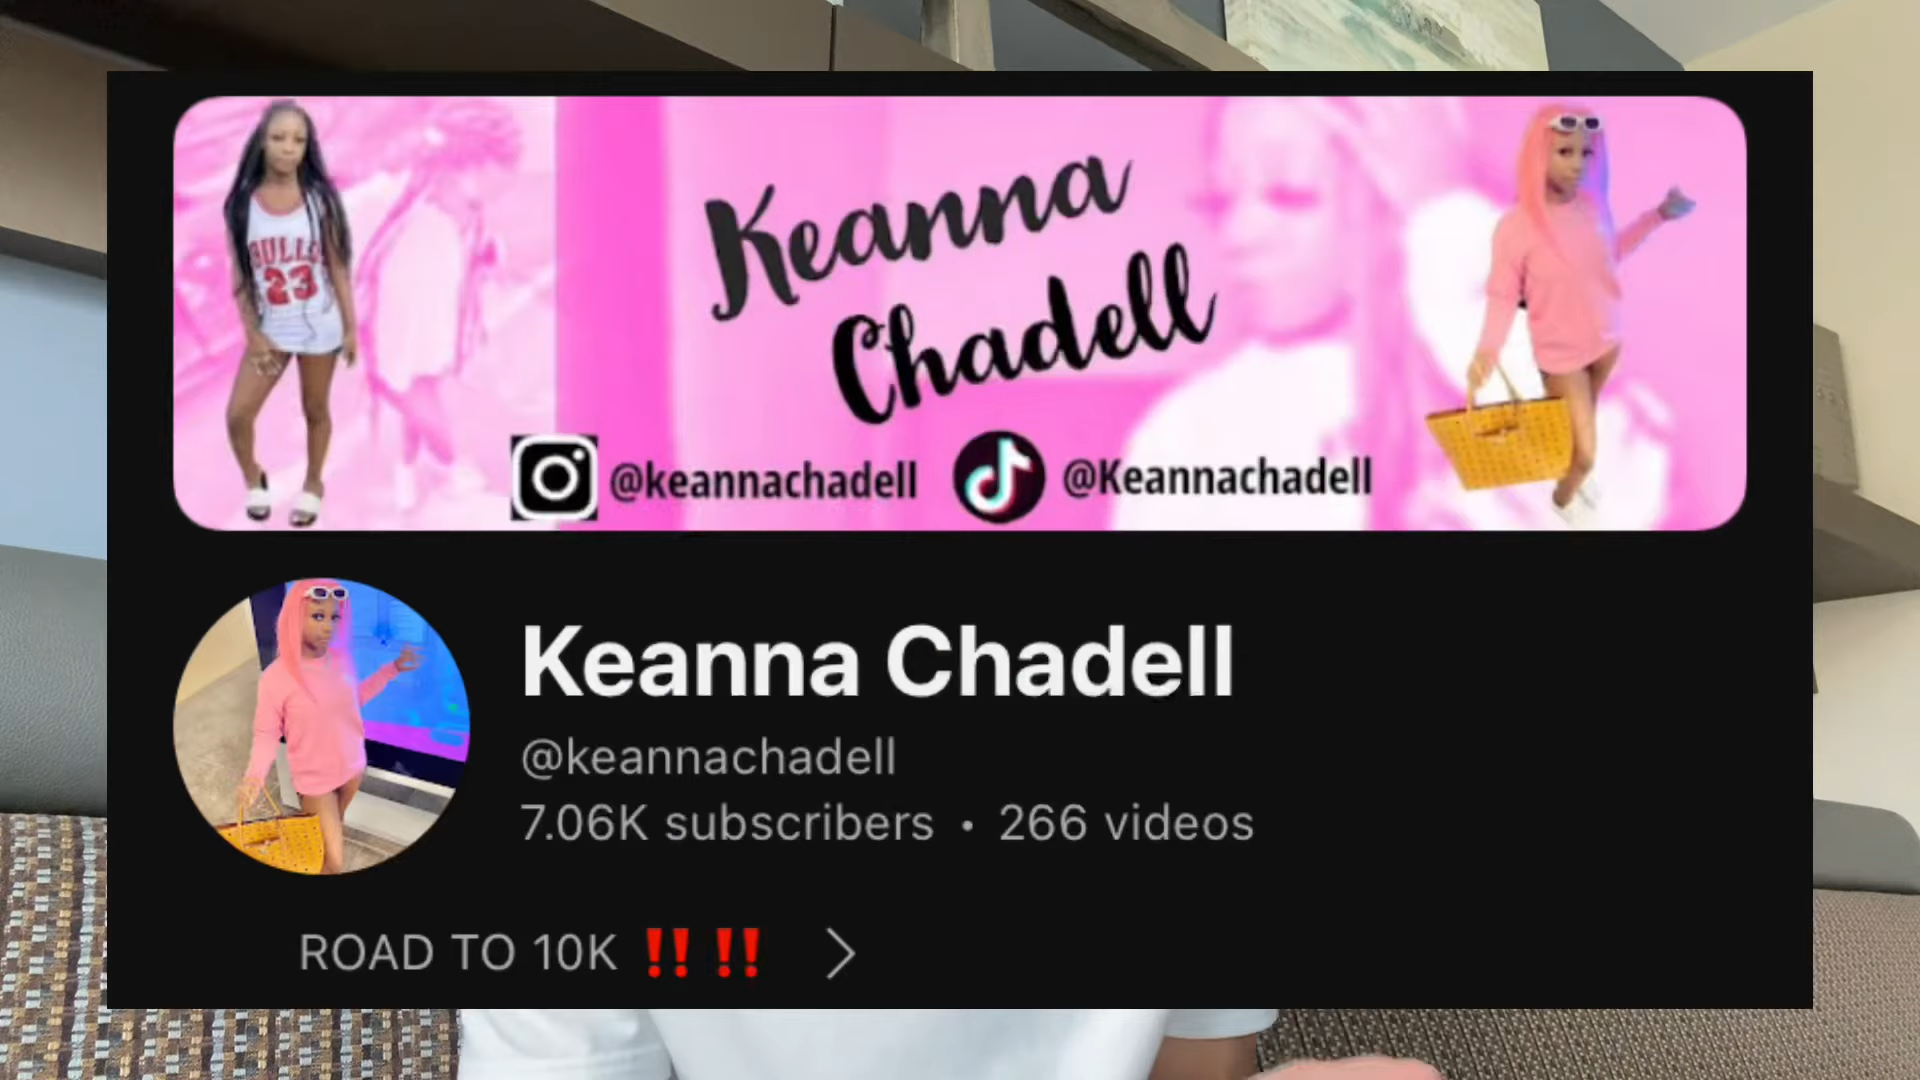 Keanna
Chadell
BULLS
23
@keannachadell
@Keannachadell
Keanna Chadell
@keannachadell
7.06K subscribers • 266 videos
ROAD TO 10K ‼️ ‼️ >